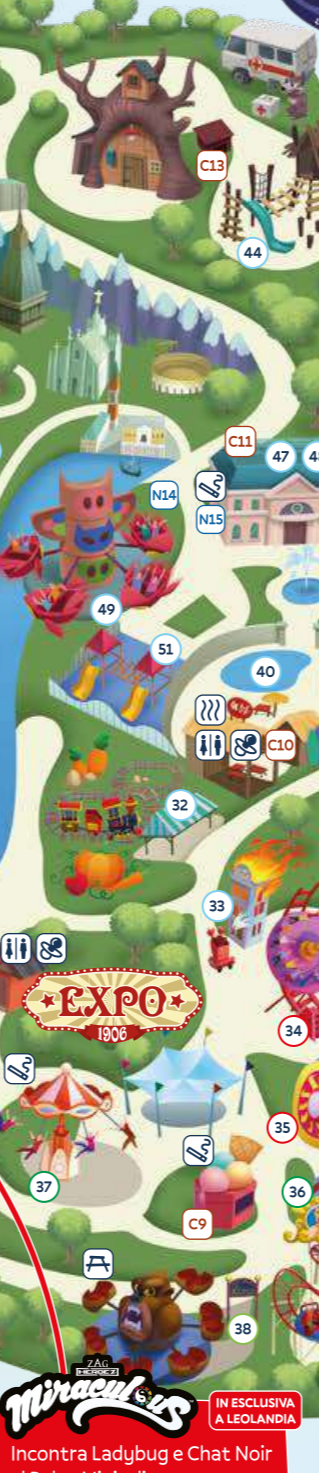 C13
44
C11
47
N14
N15
49
51
40
C10
32
33
EXPO
1906
34
35
37
36
C9
38
ZAG
HEROEZ
Miraculous
IN ESCLUSIVA
A LEOLANDIA
Incontra Ladybug e Chat Noir